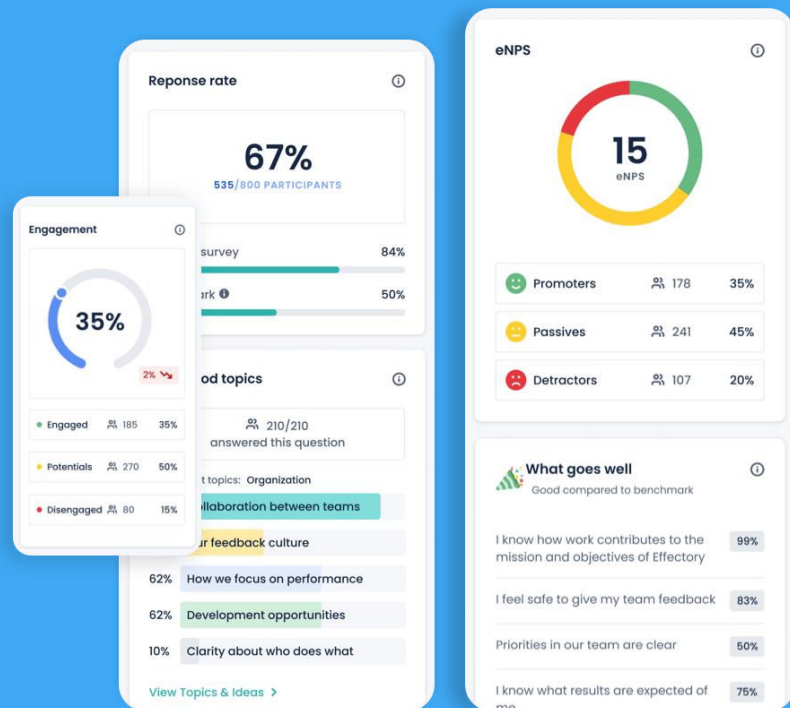 Reponse rate
67%
535/800 PARTICIPANTS
survey 84%
50%
Engagement
35%
2%
Engaged 185 35%
Potentials 270 50%
Disengaged 80 15%
od topics
210/210
answered this question
t topics: Organization
llaboration between teams
ur feedback culture
62% How we focus on performance
62% Development opportunities
10% Clarity about who does what
View Topics & Ideas >
eNPS
15
eNPS
Promoters 178 35%
Passives 241 45%
Detractors 107 20%
What goes well
Good compared to benchmark
I know how work contributes to the 99%
mission and objectives of Effectory
I feel safe to give my team feedback 83%
Priorities in our team are clear 50%
I know what results are expected of 75%
me